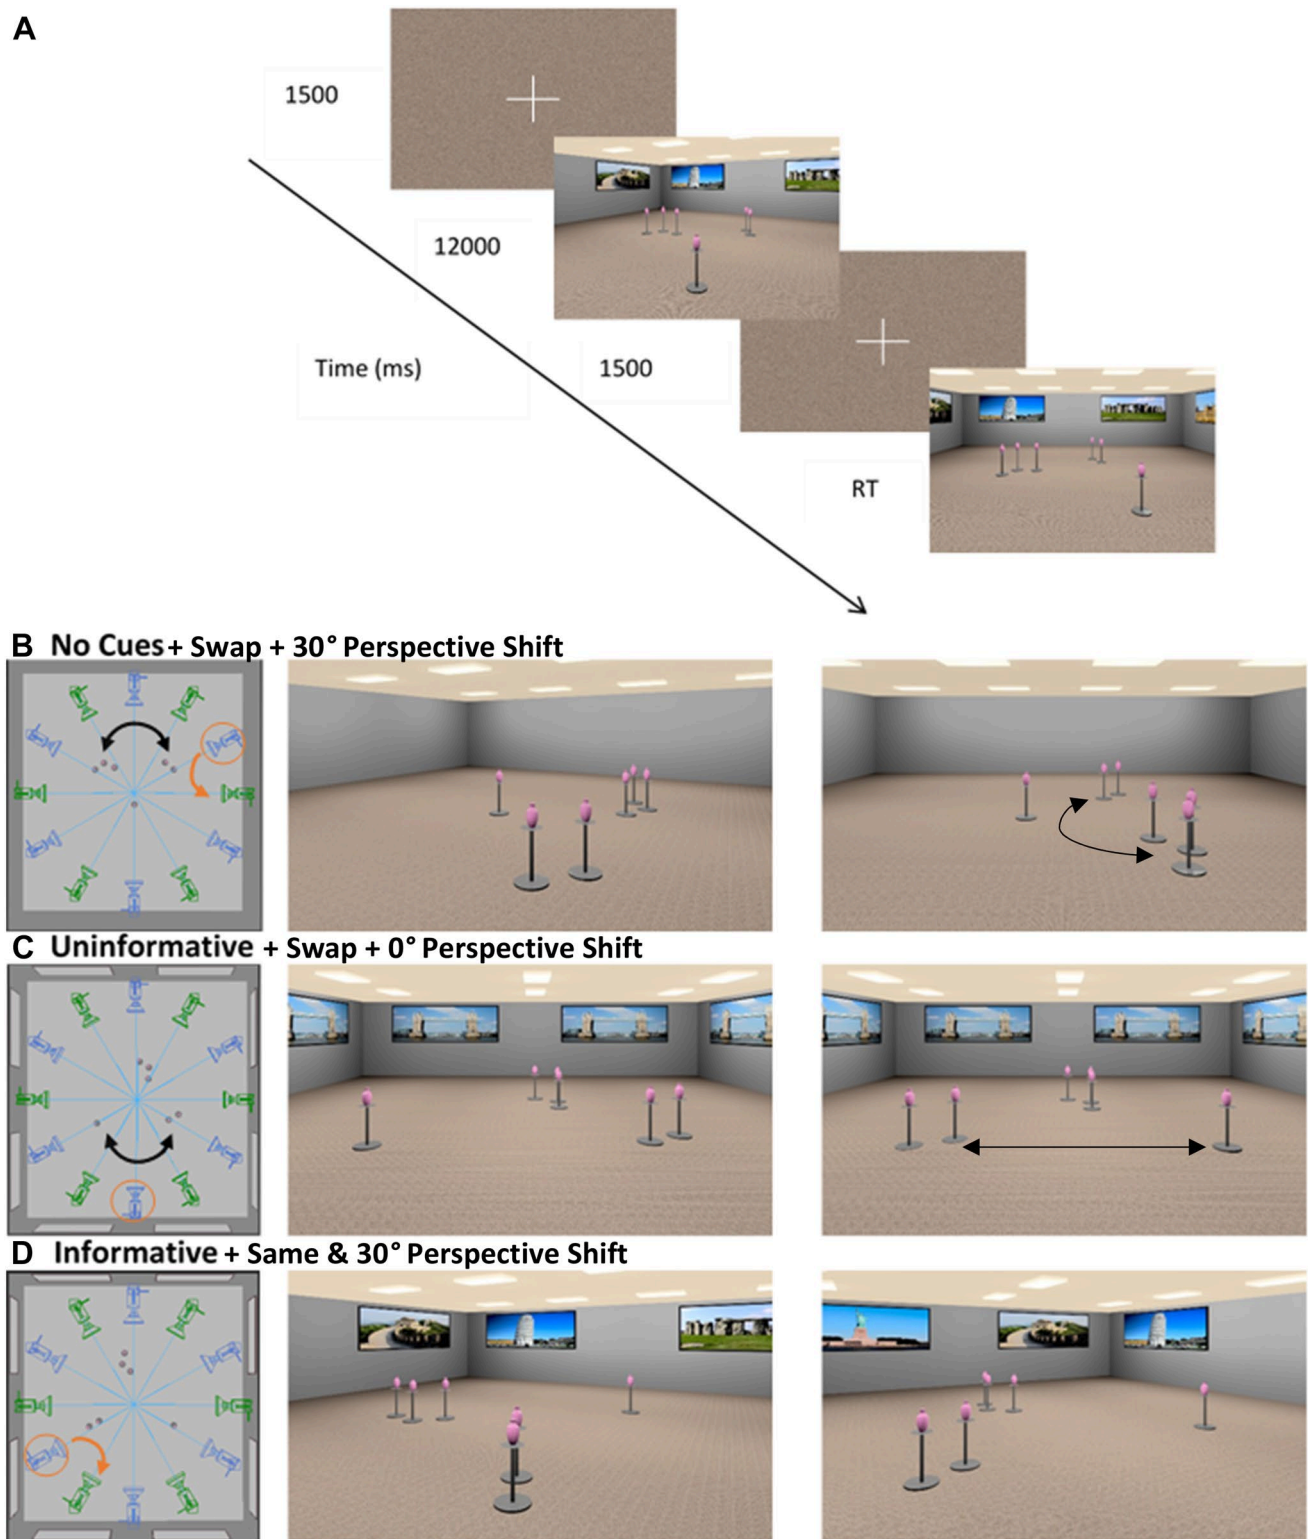 A
1500
12000
Time (ms)
1500
RT
B No Cues + Swap + 30° Perspective Shift
C Uninformative + Swap + 0° Perspective Shift
D Informative + Same & 30° Perspective Shift